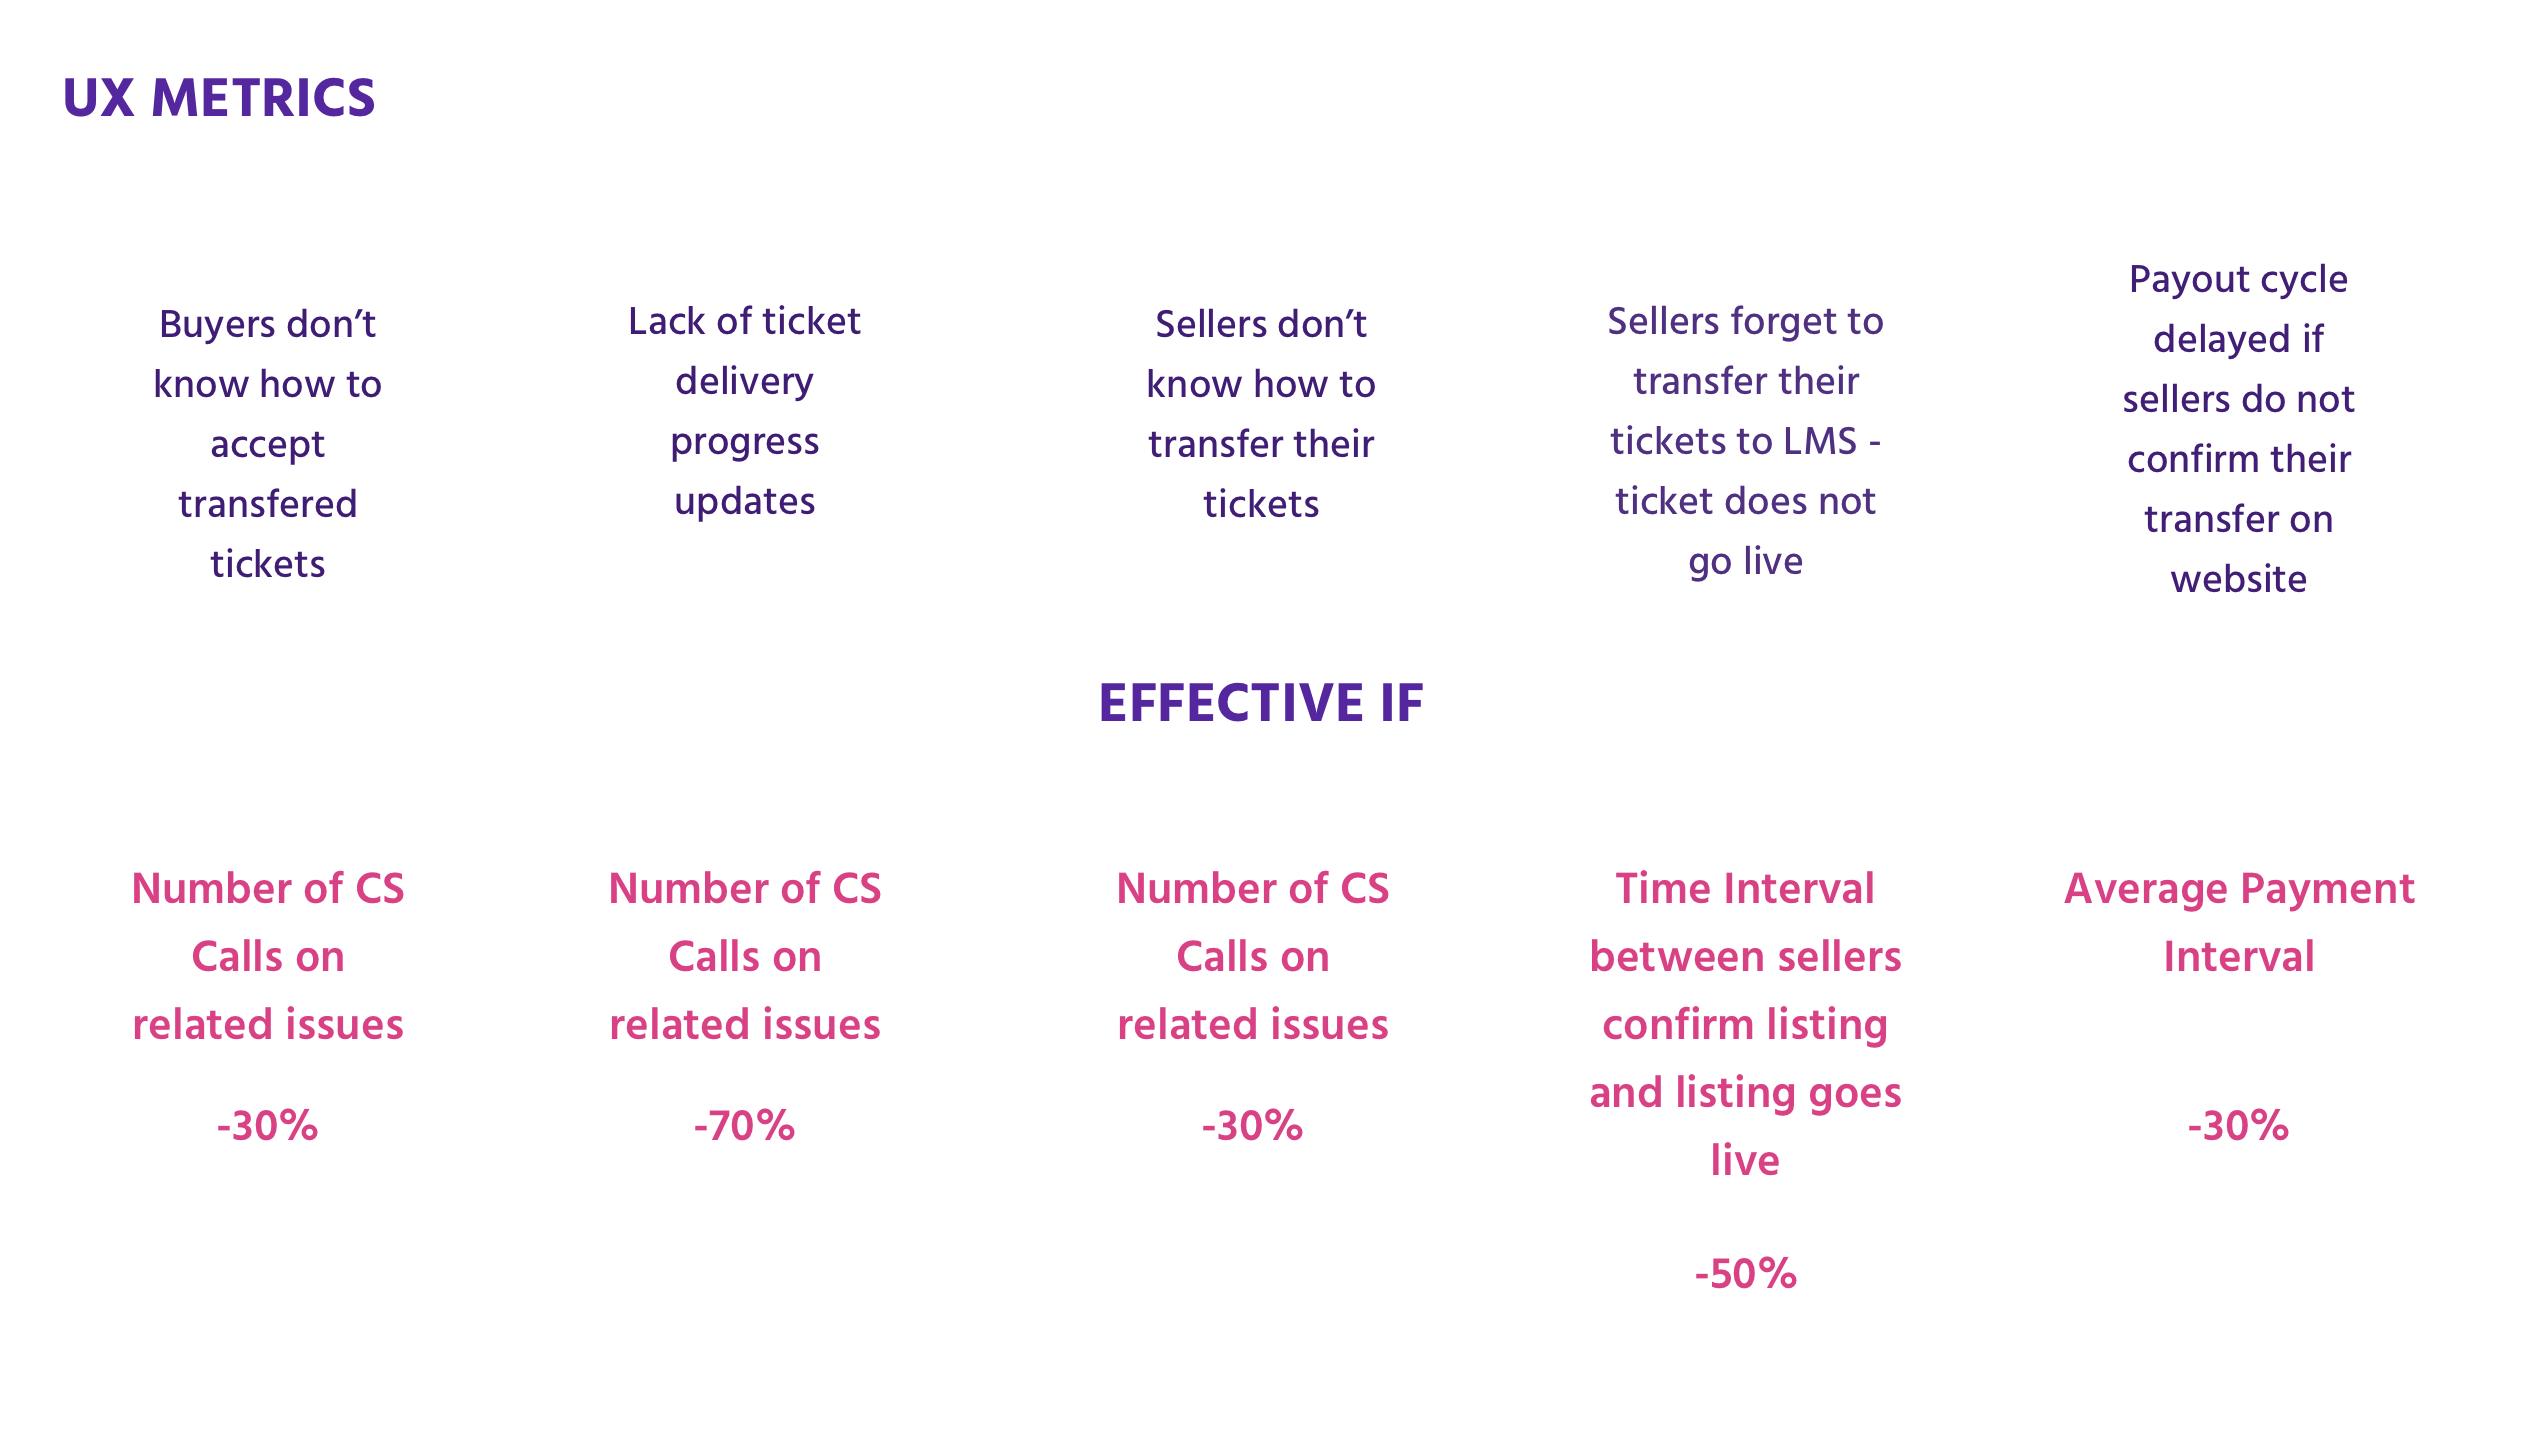 UX METRICS
Buyers don’t
know how to
accept
transfered
tickets
Lack of ticket
delivery
progress
updates
Sellers don’t
know how to
transfer their
tickets
Sellers forget to
transfer their
tickets to LMS -
ticket does not
go live
Payout cycle
delayed if
sellers do not
confirm their
transfer on
website
EFFECTIVE IF
Number of CS
Calls on
related issues
-30%
Number of CS
Calls on
related issues
-70%
Number of CS
Calls on
related issues
-30%
Time Interval
between sellers
confirm listing
and listing goes
live
-50%
Average Payment
Interval
-30%